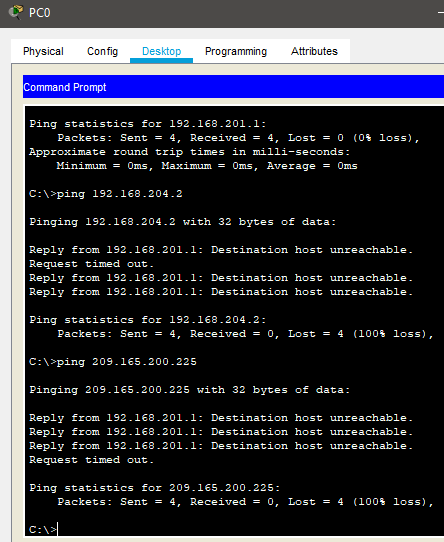 PC0
Physical Config Desktop Programming Attributes
Command Prompt
Ping statistics for 192.168.201.1:
Packets: Sent = 4, Received = 4, Lost = 0 (0% loss),
Approximate round trip times in milli-seconds:
Minimum = 0ms, Maximum = 0ms, Average = 0ms
C:\>ping 192.168.204.2
Pinging 192.168.204.2 with 32 bytes of data:
Reply from 192.168.201.1: Destination host unreachable.
Request timed out.
Reply from 192.168.201.1: Destination host unreachable.
Reply from 192.168.201.1: Destination host unreachable.
Ping statistics for 192.168.204.2:
Packets: Sent = 4, Received = 0, Lost = 4 (100% loss),
C:\>ping 209.165.200.225
Pinging 209.165.200.225 with 32 bytes of data:
Reply from 192.168.201.1: Destination host unreachable.
Reply from 192.168.201.1: Destination host unreachable.
Reply from 192.168.201.1: Destination host unreachable.
Request timed out.
Ping statistics for 209.165.200.225:
Packets: Sent = 4, Received = 0, Lost = 4 (100% loss),
C:\>